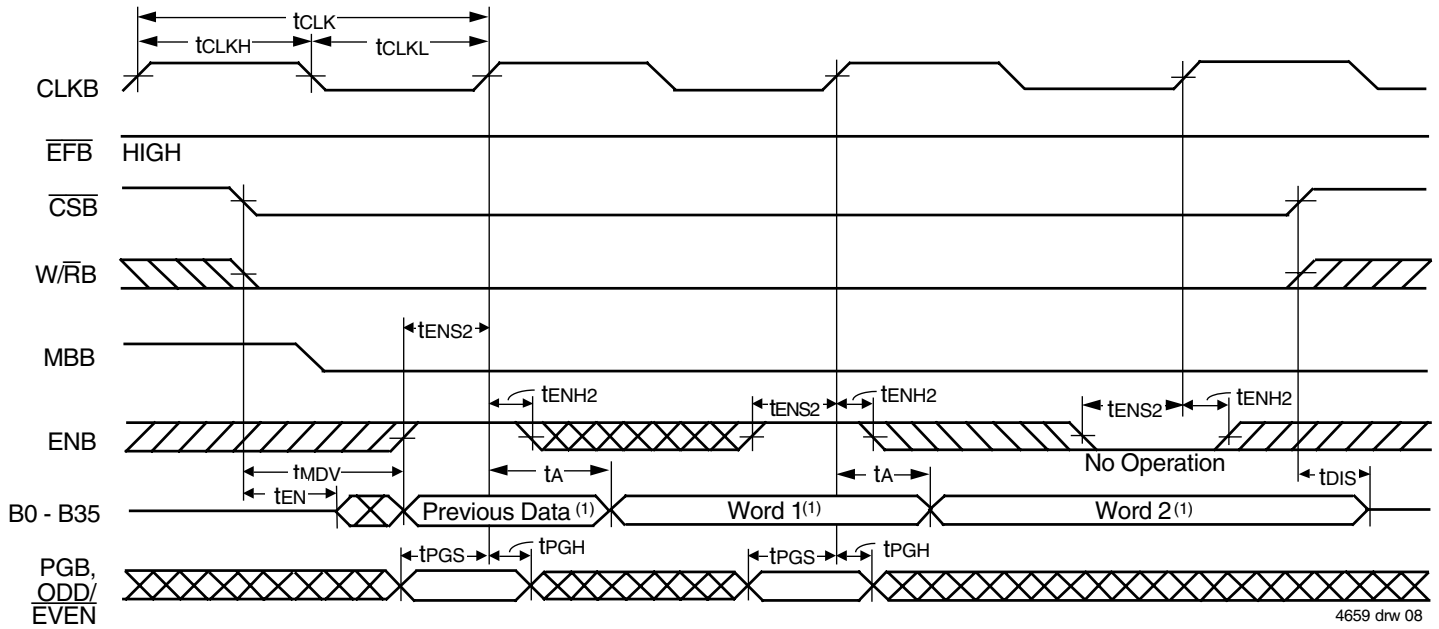 tCLK
tCLKH tCLKL
CLKB
EFB HIGH
CSB
W/RB
tENS2
MBB
tENH2 tENS2 tENH2 tENS2 tENH2
ENB
No Operation
tMDV tA tA tDIS
tEN
B0 - B35 Previous Data (1) Word 1(1) Word 2(1)
tPGS tPGH tPGS tPGH
PGB,
ODD/
EVEN
4659 drw 08